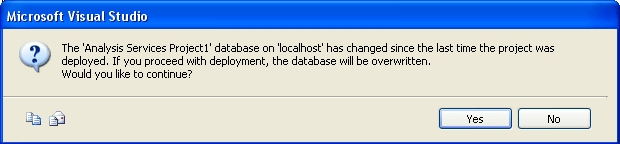 Microsoft Visual Studio
The 'Analysis Services Project1' database on 'localhost' has changed since the last time the project was
deployed. If you proceed with deployment, the database will be overwritten.
Would you like to continue?
Yes No